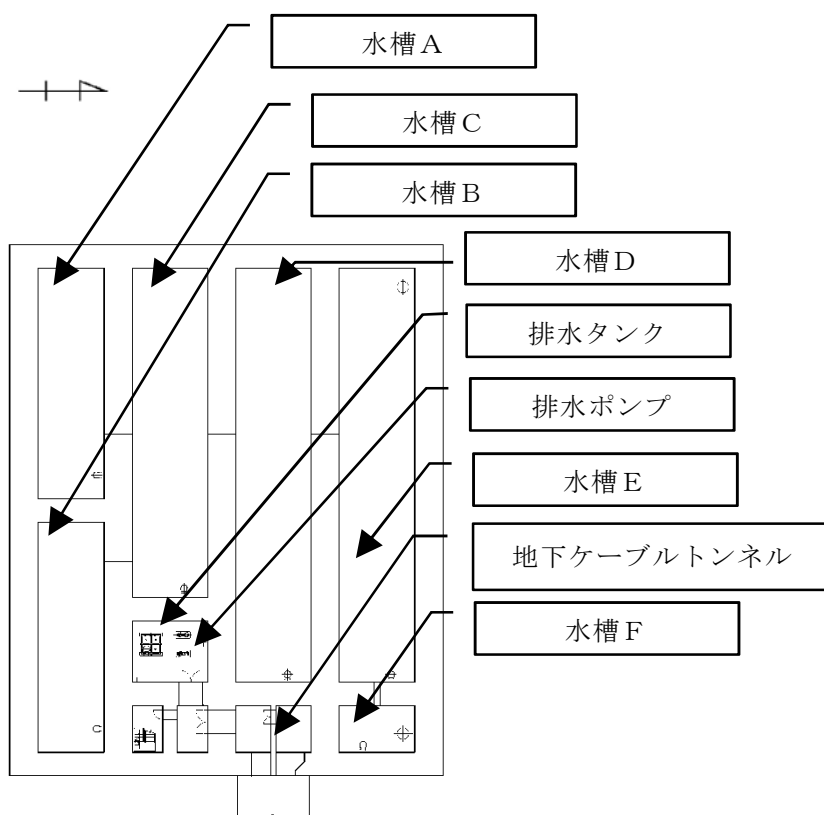 水槽Ａ
水槽Ｃ
水槽Ｂ
水槽Ｄ
排水タンク
排水ポンプ
水槽Ｅ
地下ケーブルトンネル
水槽Ｆ